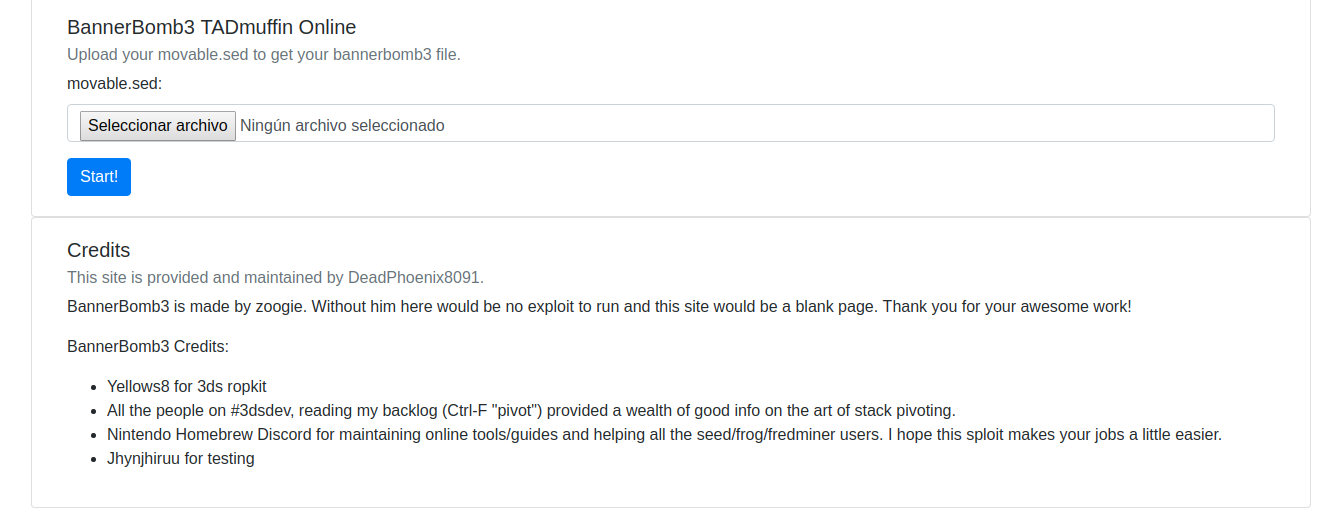 BannerBomb3 TADmuffin Online
Upload your movable.sed to get your bannerbomb3 file.
movable.sed:
Seleccionar archivo Ningún archivo seleccionado
Start!
Credits
This site is provided and maintained by DeadPhoenix8091.
BannerBomb3 is made by zoogie. Without him here would be no exploit to run and this site would be a blank page. Thank you for your awesome work!
BannerBomb3 Credits:
• Yellows8 for 3ds ropkit
• All the people on #3dsdev, reading my backlog (Ctrl-F "pivot") provided a wealth of good info on the art of stack pivoting.
• Nintendo Homebrew Discord for maintaining online tools/guides and helping all the seed/frog/fredminer users. I hope this sploit makes your jobs a little easier.
• Jhynjhiruu for testing